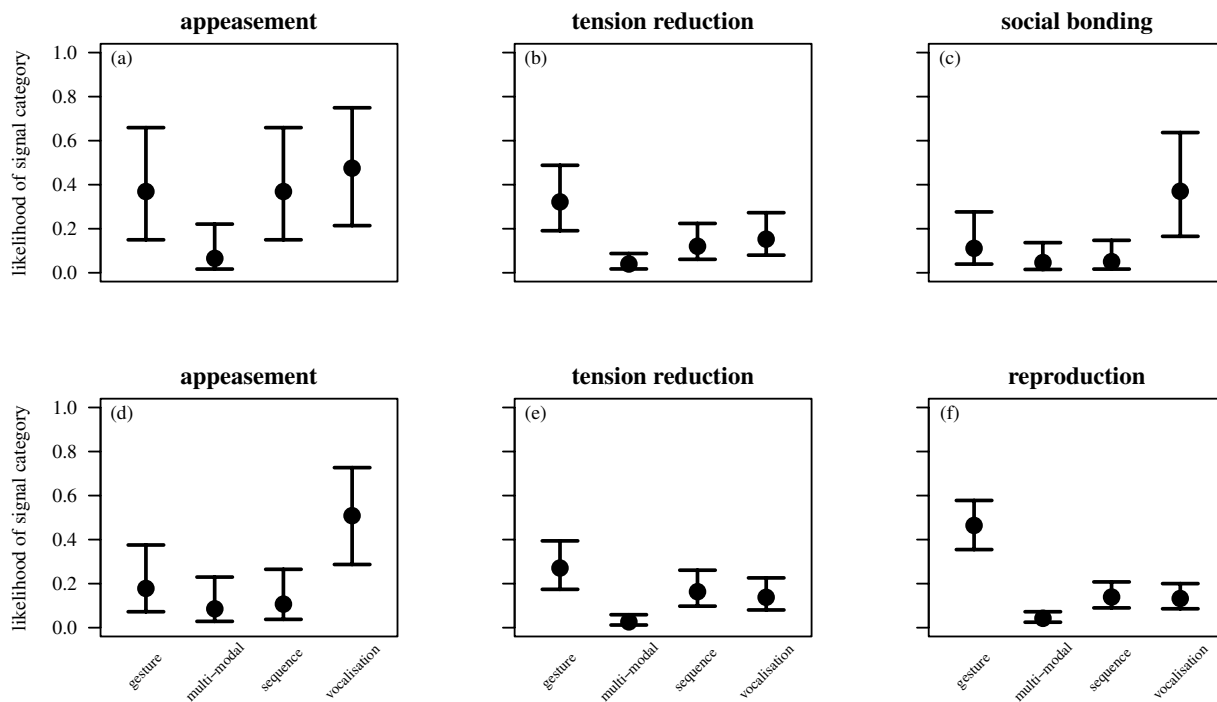 appeasement
tension reduction
social bonding
likelihood of signal category
1.0
0.8
0.6
0.4
0.2
0.0
(a)
(b)
(c)
appeasement
tension reduction
reproduction
likelihood of signal category
1.0
0.8
0.6
0.4
0.2
0.0
(d)
(e)
(f)
gesture
multi−modal
sequence
vocalisation
gesture
multi−modal
sequence
vocalisation
gesture
multi−modal
sequence
vocalisation